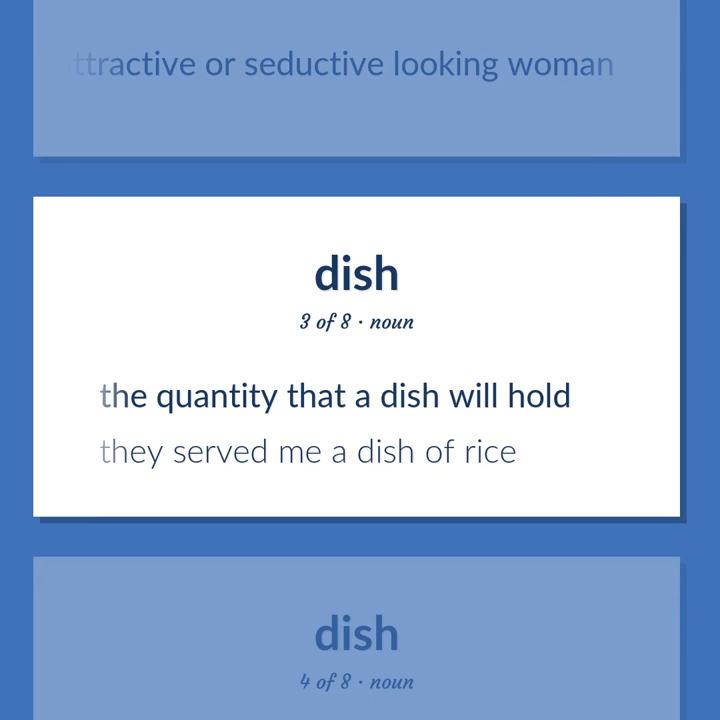 attractive or seductive looking woman
dish
3 of 8 · noun
the quantity that a dish will hold
they served me a dish of rice
dish
4 of 8 · noun